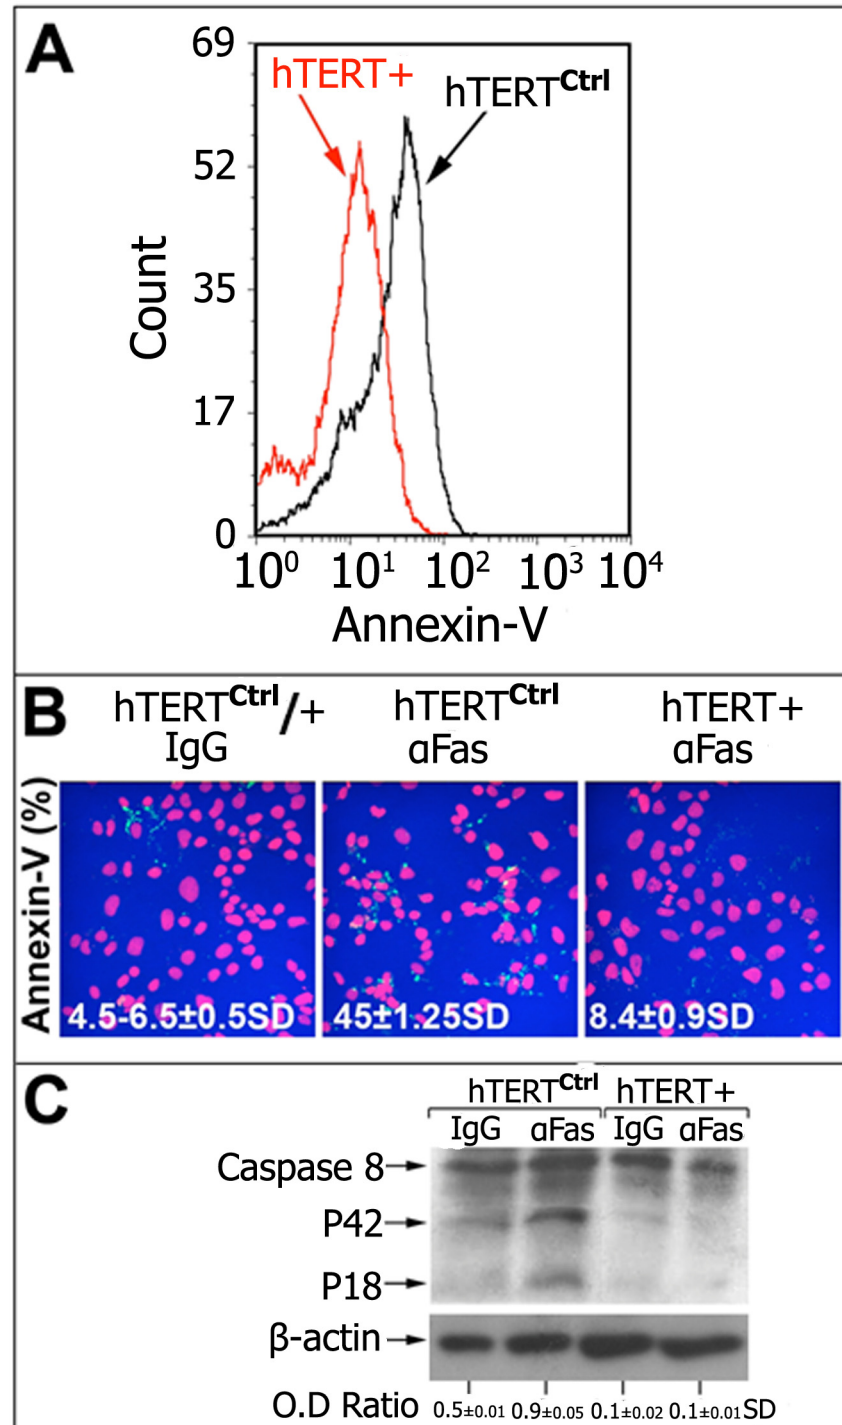 A
69
hTERT+
hTERTCtrl
52
35
17
0
Count
10⁰ 10¹ 10² 10³ 10⁴
Annexin-V
B
hTERTCtrl/+ hTERTCtrl hTERT+
IgG αFas αFas
Annexin-V (%)
4.5-6.5±0.5SD 45±1.25SD 8.4±0.9SD
C
hTERTCtrl hTERT+
IgG αFas IgG αFas
Caspase 8
P42
P18
β-actin
O.D Ratio 0.5±0.01 0.9±0.05 0.1±0.02 0.1±0.01 SD